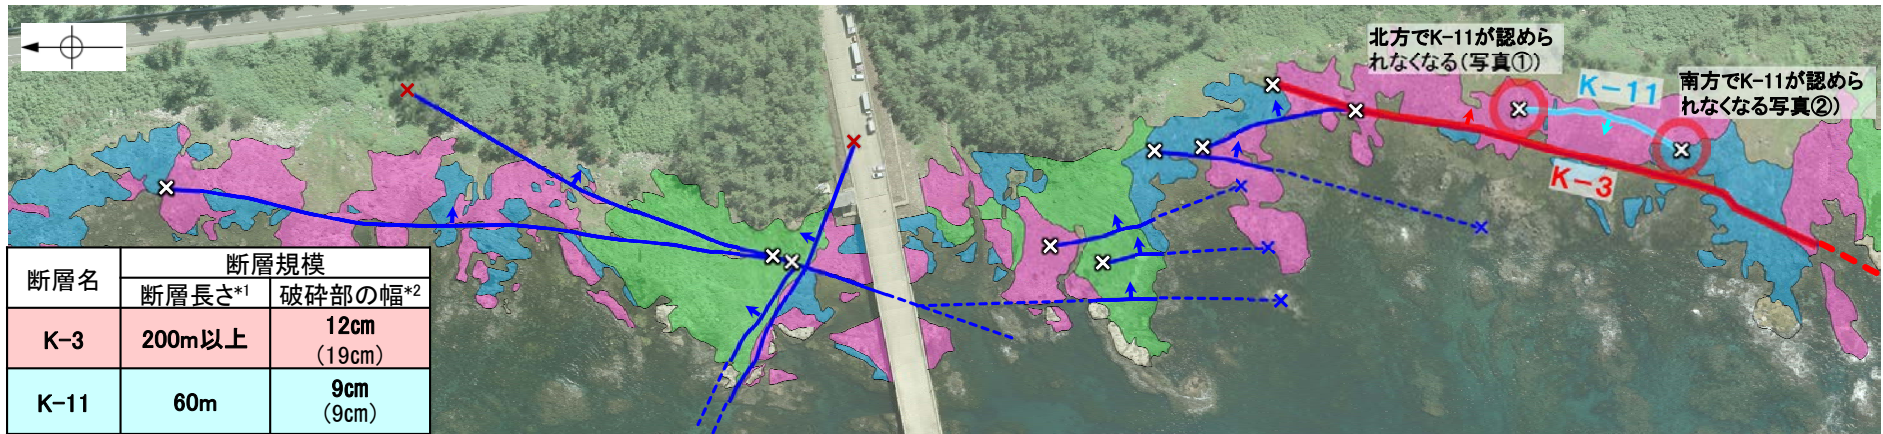 北方でK-11が認めら
れなくなる(写真①)
K-11
南方でK-11が認めら
れなくなる写真②)
K-3
断層名 断層規模
断層長さ*1 破砕部の幅*2
K-3 200m以上 12cm
(19cm)
K-11 60m 9cm
(9cm)